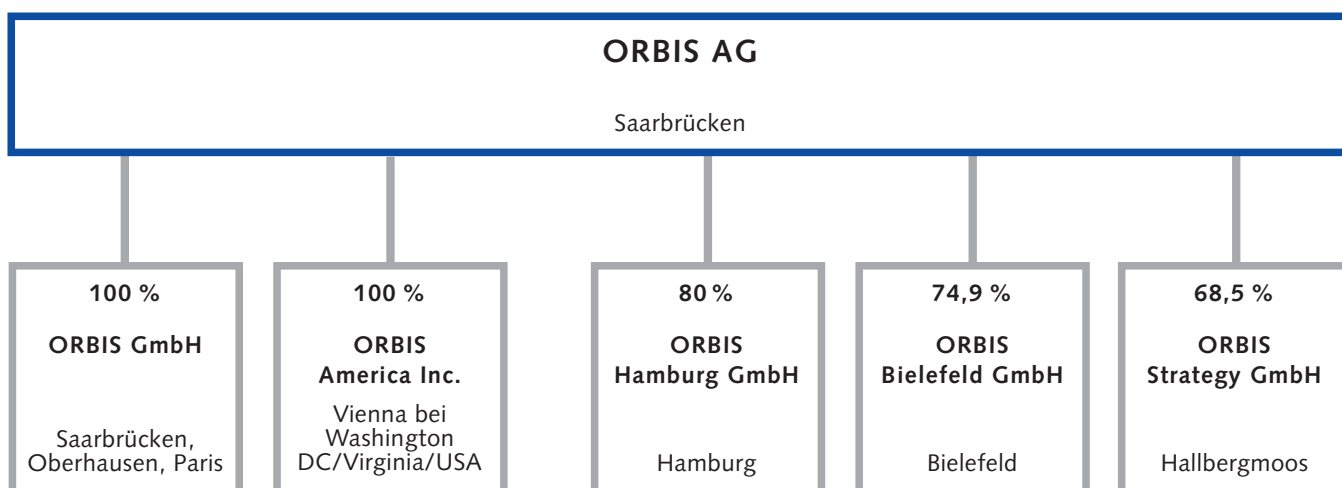 ORBIS AG
Saarbrücken
100 %
ORBIS GmbH
Saarbrücken,
Oberhausen, Paris
100 %
ORBIS
America Inc.
Vienna bei
Washington
DC/Virginia/USA
80 %
ORBIS
Hamburg GmbH
Hamburg
74,9 %
ORBIS
Bielefeld GmbH
Bielefeld
68,5 %
ORBIS
Strategy GmbH
Hallbergmoos